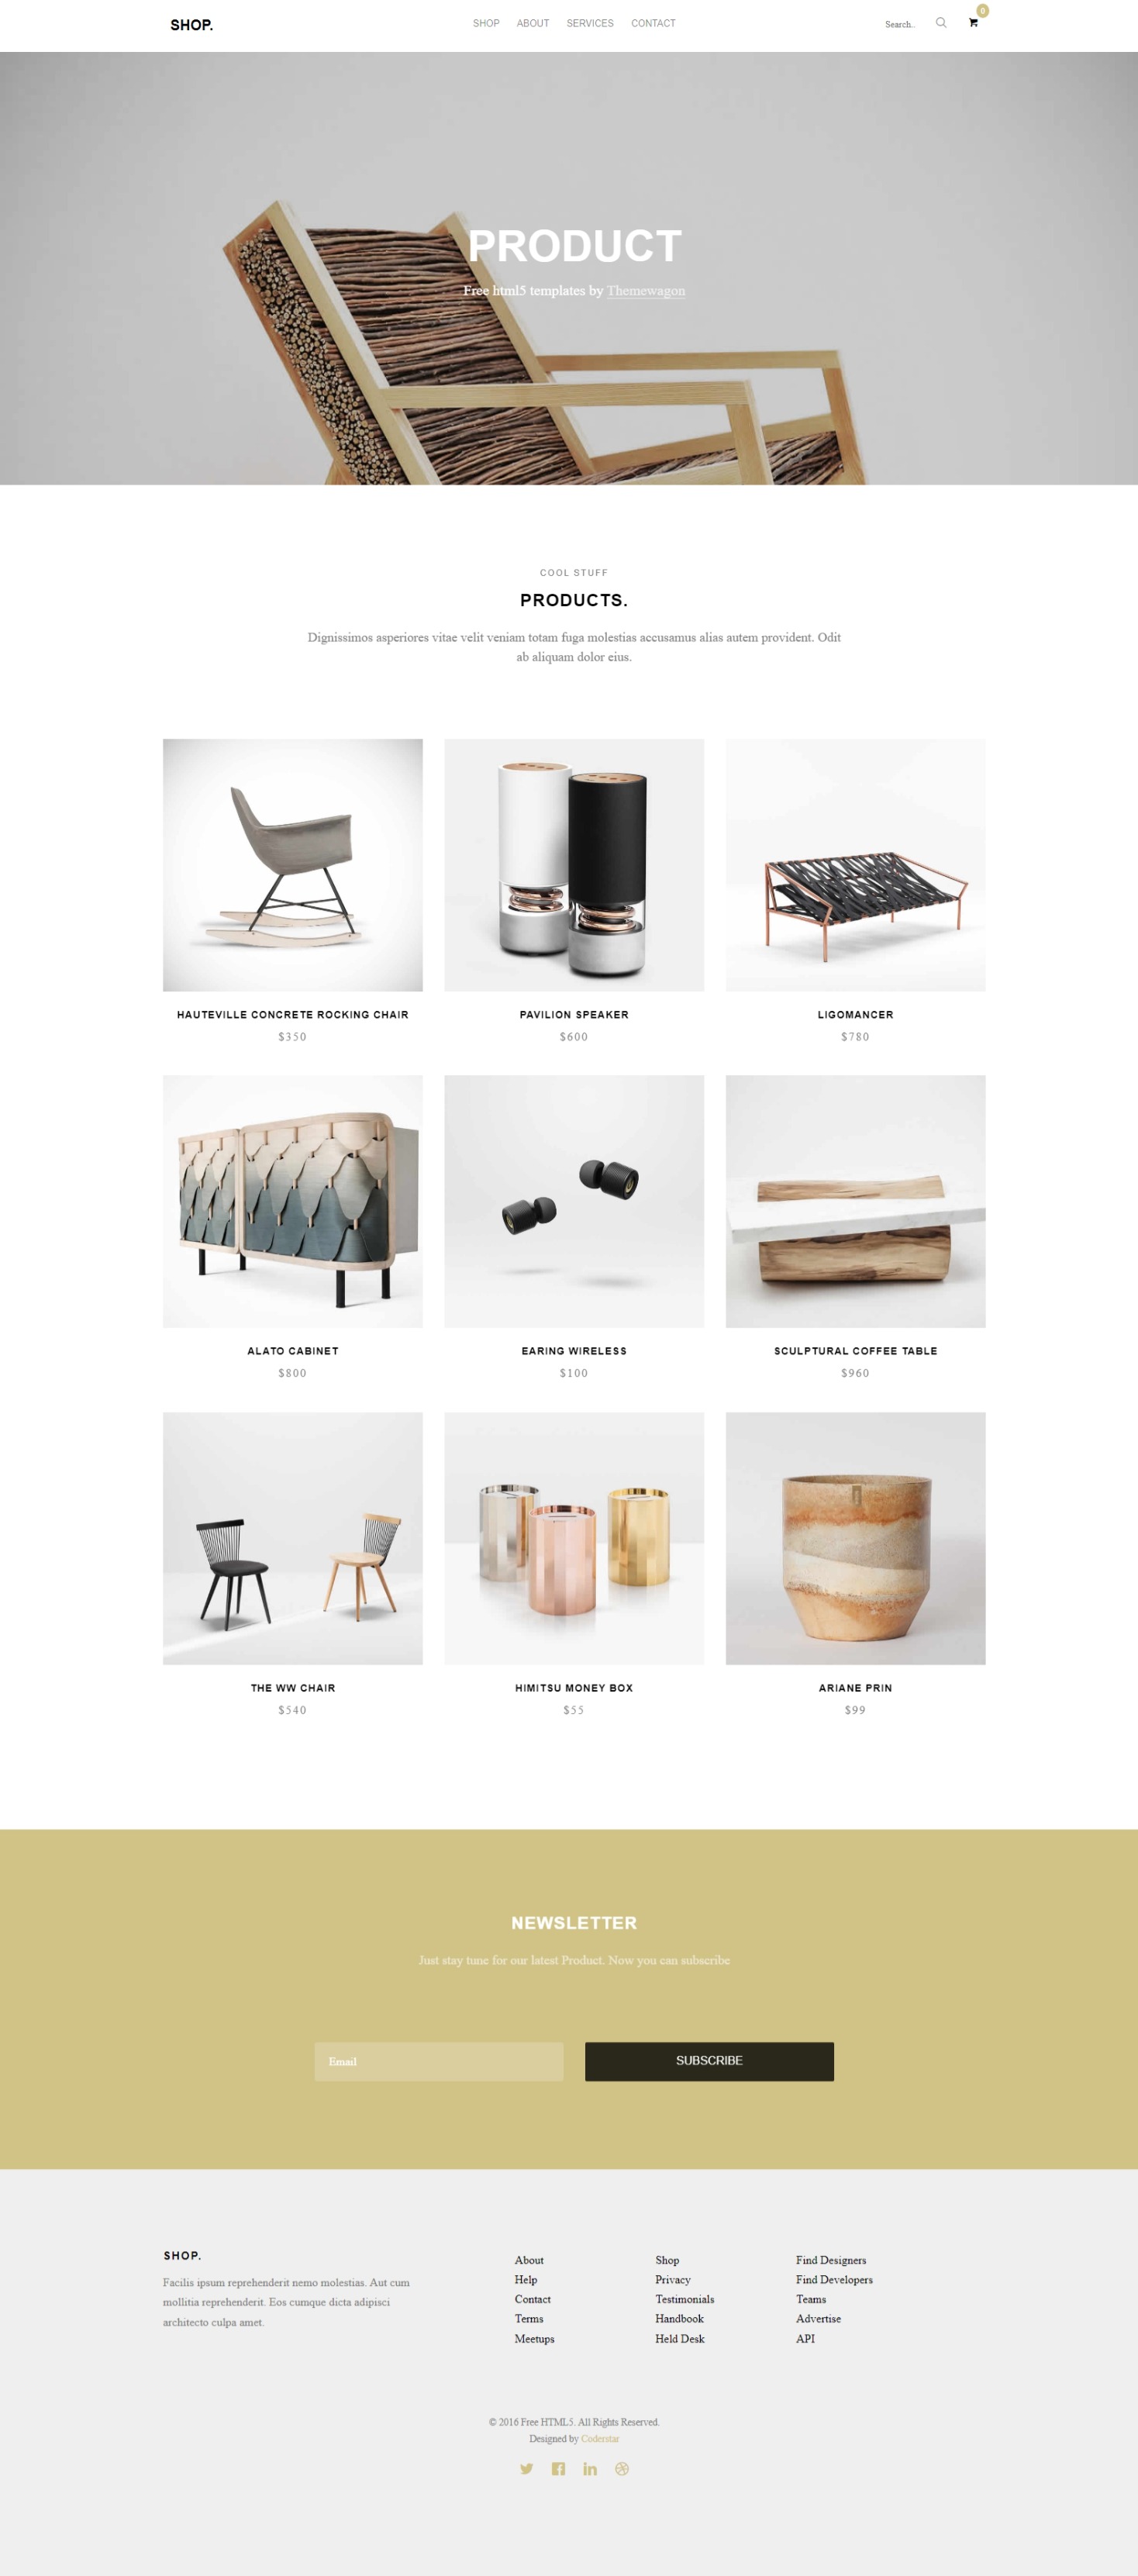 SHOP.
SHOP ABOUT SERVICES CONTACT
Search..
0
PRODUCT
Free html5 templates by Themewagon
COOL STUFF
PRODUCTS.
Dignissimos asperiores vitae velit veniam totam fuga molestias accusamus alias autem provident. Odit
ab aliquam dolor eius.
HAUTEVILLE CONCRETE ROCKING CHAIR
$350
PAVILION SPEAKER
$600
LIGOMANCER
$780
ALATO CABINET
$800
EARING WIRELESS
$100
SCULPTURAL COFFEE TABLE
$960
THE WW CHAIR
$540
HIMITSU MONEY BOX
$55
ARIANE PRIN
$99
NEWSLETTER
Just stay tune for our latest Product. Now you can subscribe
Email
SUBSCRIBE
SHOP.
Facilis ipsum reprehenderit nemo molestias. Aut cum
mollitia reprehenderit. Eos cumque dicta adipisci
architecto culpa amet.
About
Help
Contact
Terms
Meetups
Shop
Privacy
Testimonials
Handbook
Held Desk
Find Designers
Find Developers
Teams
Advertise
API
© 2016 Free HTML5. All Rights Reserved.
Designed by Coderstar